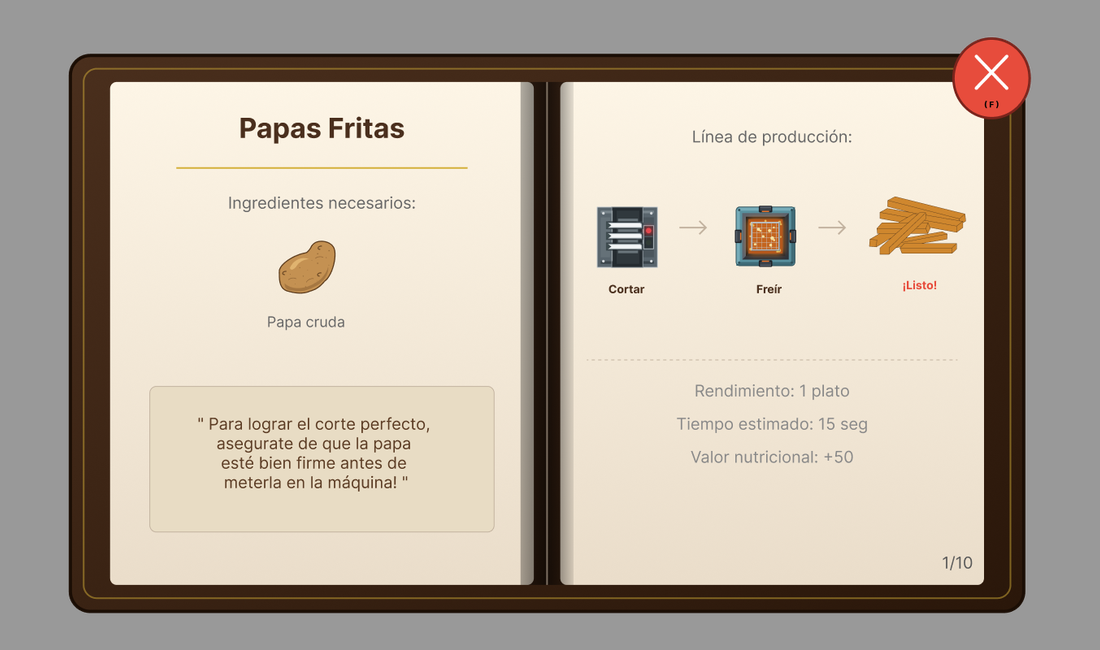 Papas Fritas
Ingredientes necesarios:
Papa cruda
" Para lograr el corte perfecto,
asegurate de que la papa
esté bien firme antes de
meterla en la máquina! "
(F)
Línea de producción:
Cortar
Freír
¡Listo!
Rendimiento: 1 plato
Tiempo estimado: 15 seg
Valor nutricional: +50
1/10